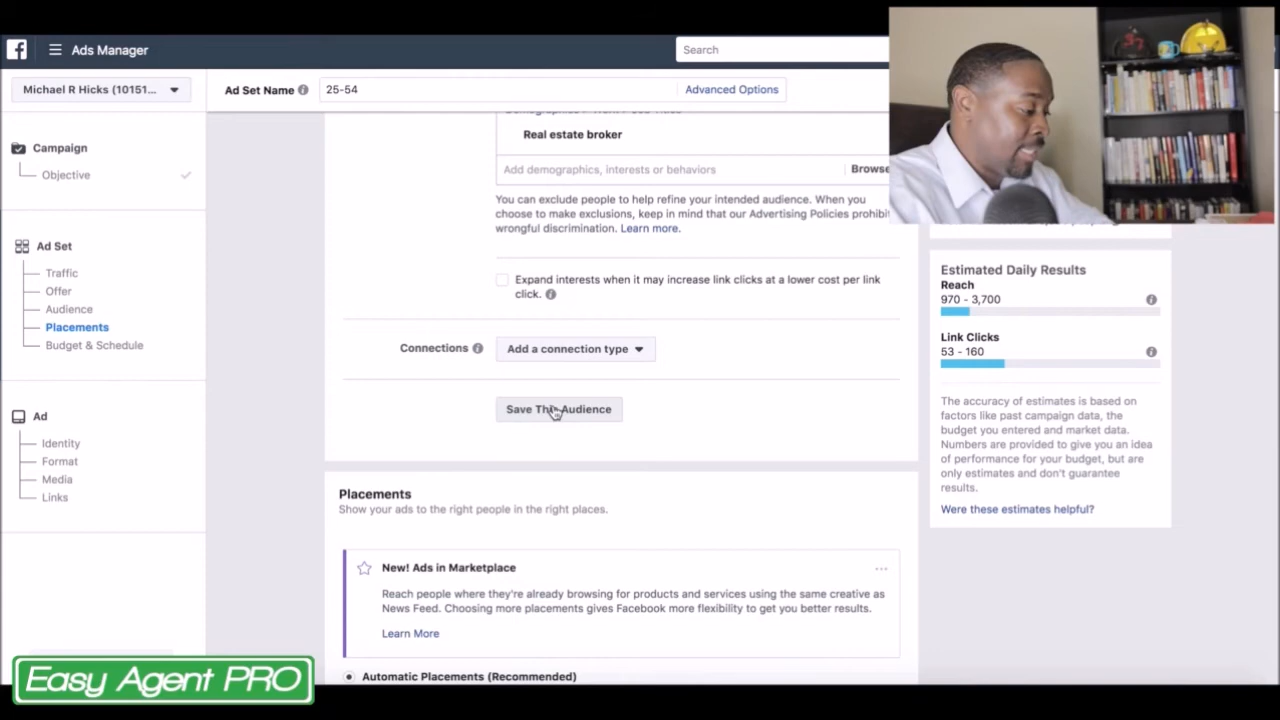 Ads Manager
Search
Michael R Hicks (10151...
Ad Set Name
25-54
Advanced Options
Real estate broker
Add demographics, interests or behaviors
Browse
You can exclude people to help refine your intended audience. When you
choose to make exclusions, keep in mind that our Advertising Policies prohibit
wrongful discrimination. Learn more.
Expand interests when it may increase link clicks at a lower cost per link
click.
Connections
Add a connection type
Save This Audience
Campaign
Objective
Ad Set
Traffic
Offer
Audience
Placements
Budget & Schedule
Ad
Identity
Format
Media
Links
Placements
Show your ads to the right people in the right places.
New! Ads in Marketplace
Reach people where they're already browsing for products and services using the same creative as
News Feed. Choosing more placements gives Facebook more flexibility to get you better results.
Learn More
Automatic Placements (Recommended)
Estimated Daily Results
Reach
970 - 3,700
Link Clicks
53 - 160
The accuracy of estimates is based on
factors like past campaign data, the
budget you entered and market data.
Numbers are provided to give you an idea
of performance for your budget, but are
only estimates and don't guarantee
results.
Were these estimates helpful?
Easy Agent PRO